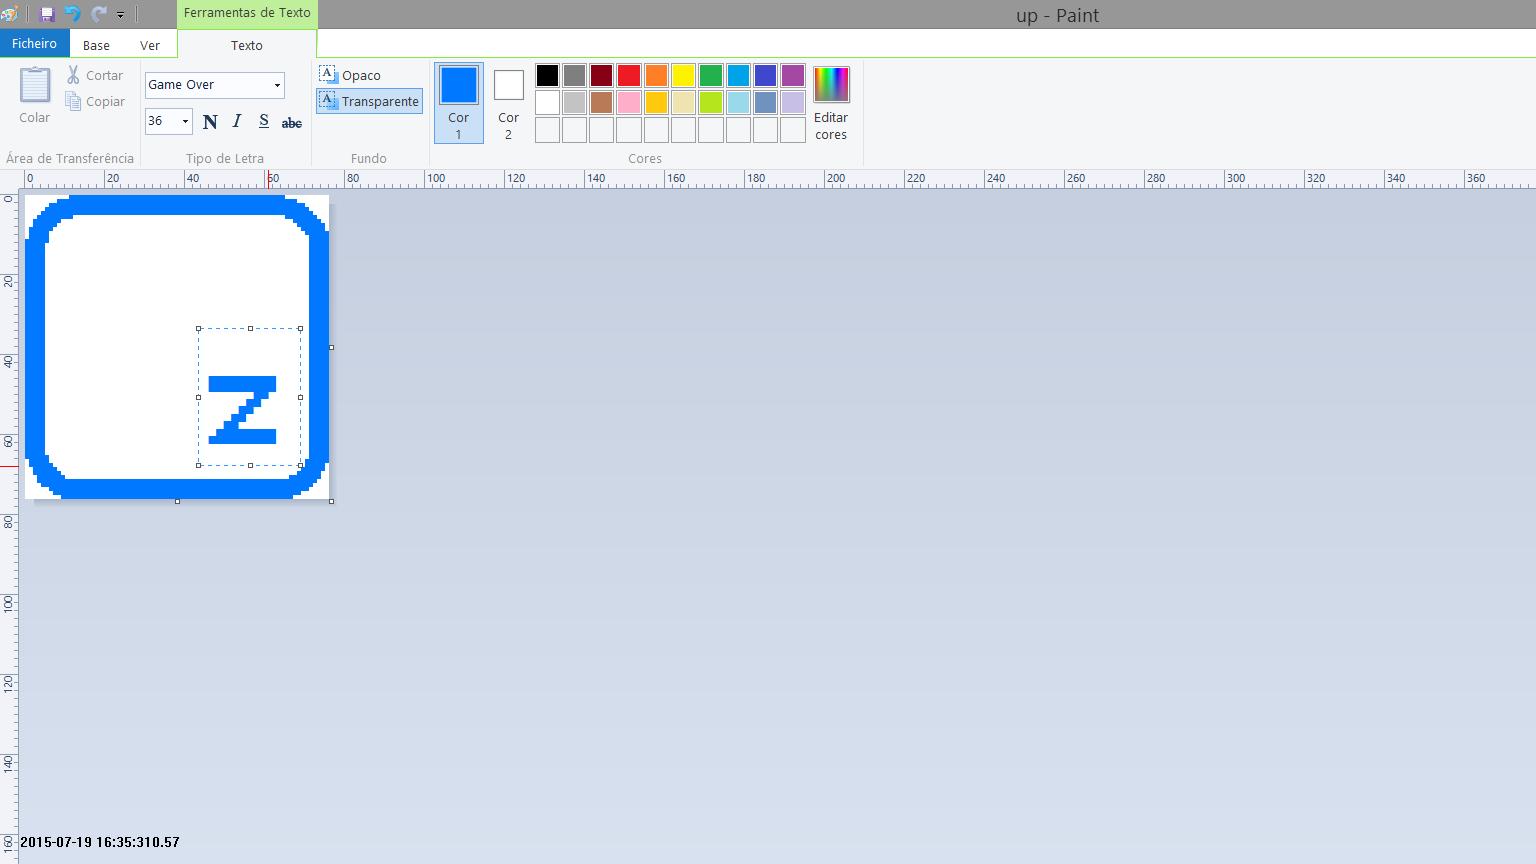 Ferramentas de Texto
up - Paint
Ficheiro Base Ver Texto
Colar
Cortar
Copiar
Área de Transferência
Game Over
36 N I S abc
Tipo de Letra
A Opaco
A Transparente
Fundo
Cor 1
Cor 2
Editar cores
Cores
0 20 40 60 80 100 120 140 160 180 200 220 240 260 280 300 320 340 360
0
20
40
60
80
100
120
140
160
Z
2015-07-19 16:35:310.57